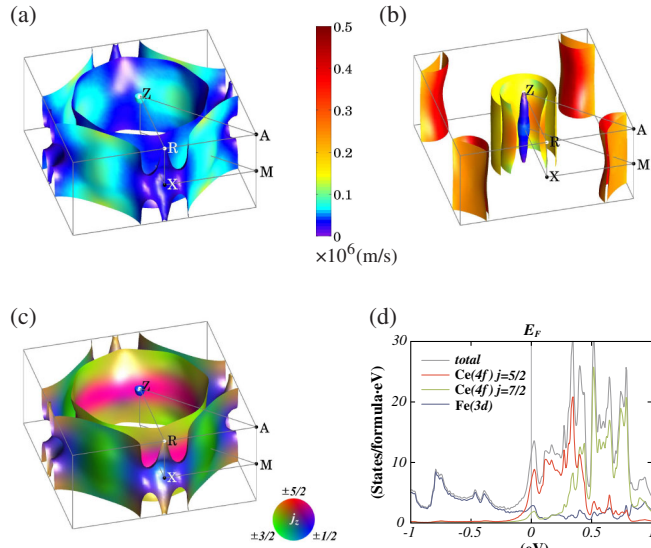 (a)
Z
R
A
X
M
0.5
0.4
0.3
0.2
0.1
0
×10⁶(m/s)
(b)
Z
R
A
M
X
(c)
Z
R
A
X
M
±5/2
j_z
±3/2
±1/2
(d)
E_F
(States/formula·eV)
30
20
10
0
total
Ce(4f) j=5/2
Ce(4f) j=7/2
Fe(3d)
-1
-0.5
0
0.5
1